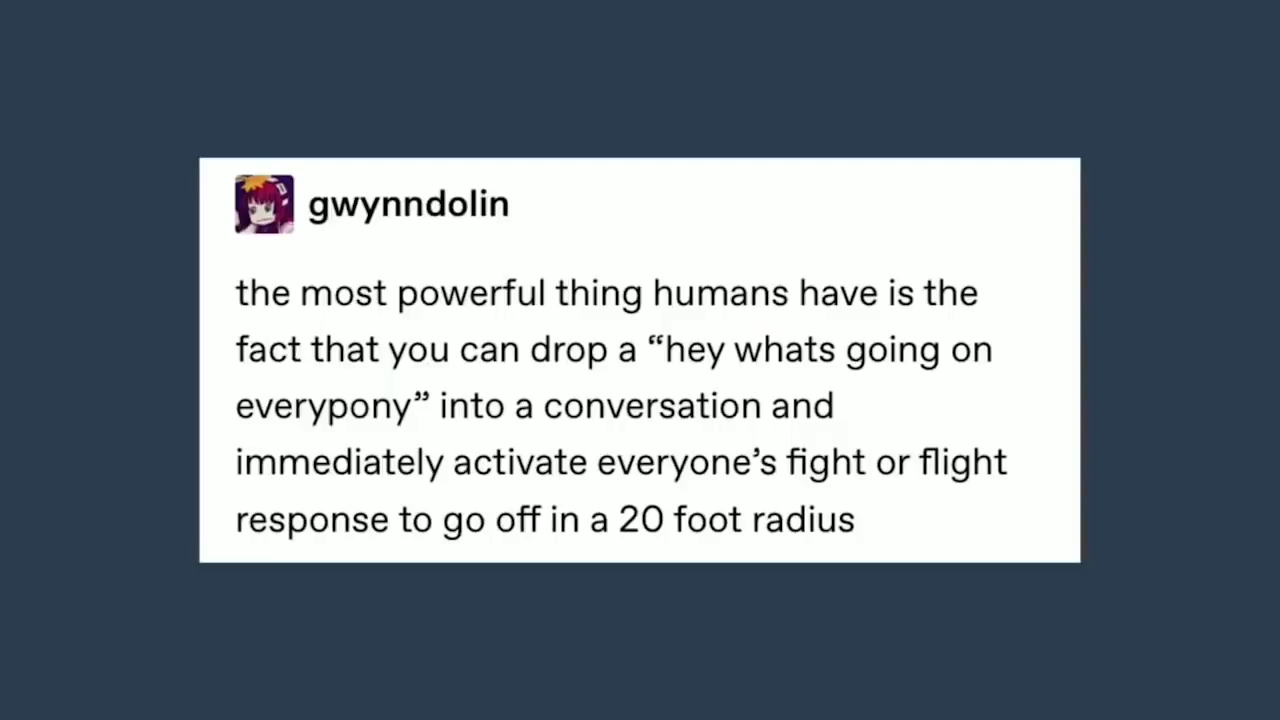 gwynndolin
the most powerful thing humans have is the
fact that you can drop a “hey whats going on
everypony” into a conversation and
immediately activate everyone’s fight or flight
response to go off in a 20 foot radius